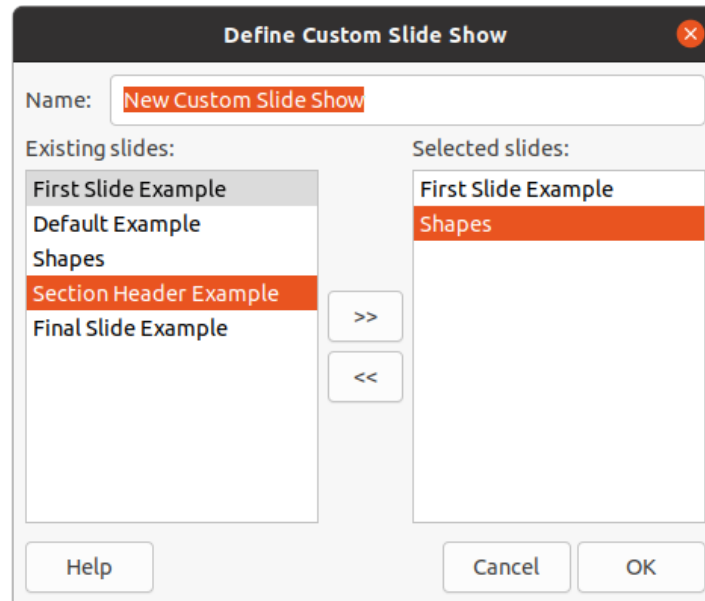 Define Custom Slide Show
Name: New Custom Slide Show
Existing slides:
First Slide Example
Default Example
Shapes
Section Header Example
Final Slide Example
>>
<<
Selected slides:
First Slide Example
Shapes
Help
Cancel
OK